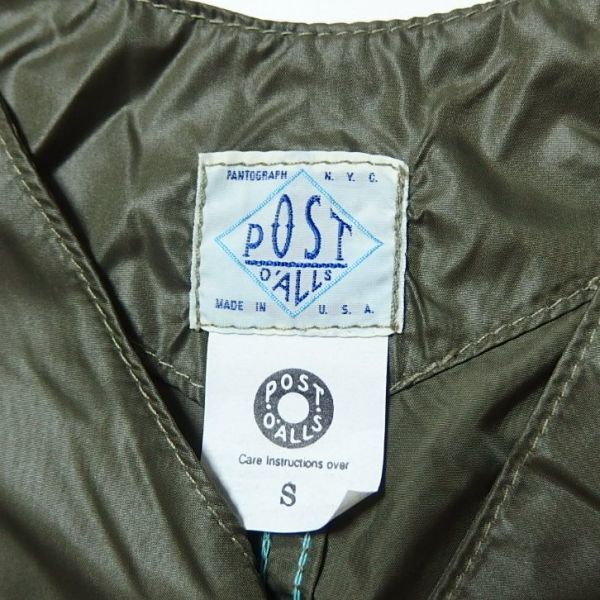 PANTOGRAPH N. Y. C.
POST
O'ALLS
MADE IN U. S. A.
POST
O'ALLS
Care Instructions over
S